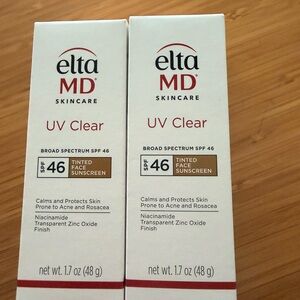 elta
MD
SKINCARE
UV Clear
BROAD SPECTRUM SPF 46
SPF 46 TINTED
FACE
SUNSCREEN
Calms and Protects Skin
Prone to Acne and Rosacea
Niacinamide
Transparent Zinc Oxide
Finish
net wt. 1.7 oz (48 g)
elta
MD
SKINCARE
UV Clear
BROAD SPECTRUM SPF 46
SPF 46 TINTED
FACE
SUNSCREEN
Calms and Protects Skin
Prone to Acne and Rosacea
Niacinamide
Transparent Zinc Oxide
Finish
net wt. 1.7 oz (48 g)